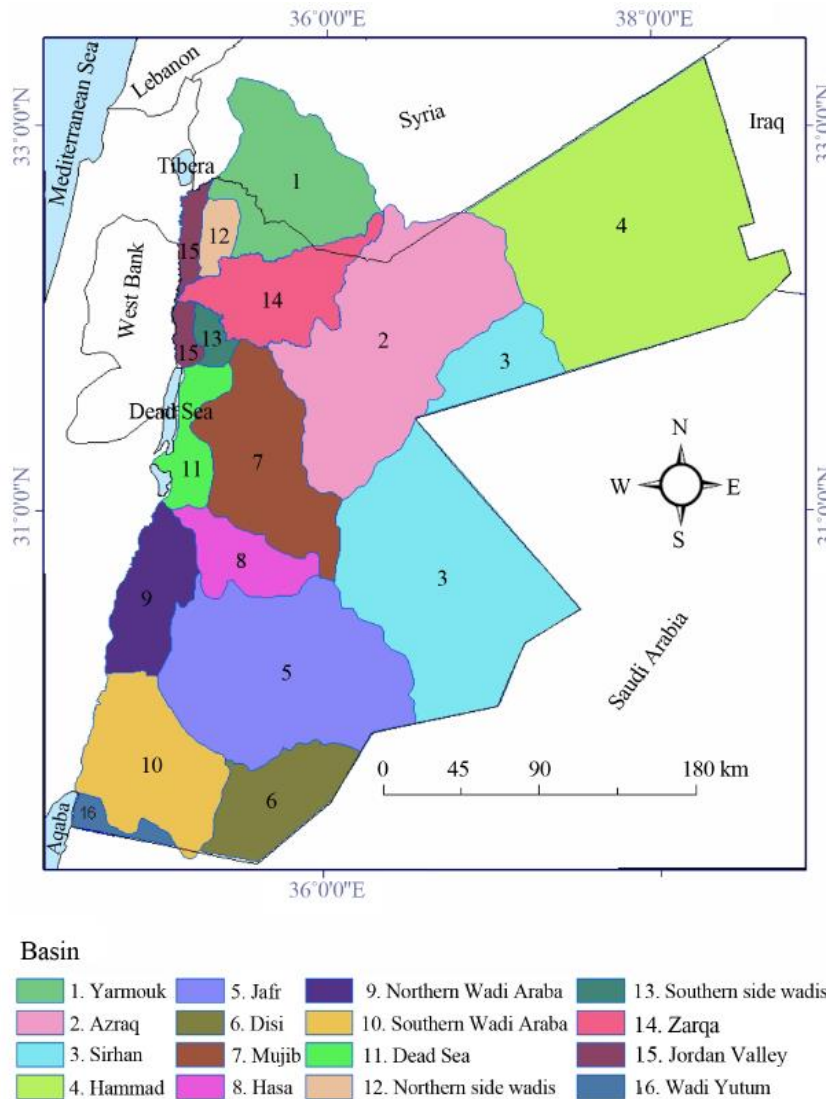 36°0'0"E 38°0'0"E
Mediterranean Sea
Lebanon
Syria
Iraq
33°0'0"N 33°0'0"N
Tibera
1
4
15
12
West Bank
14
2
13
15
3
Dead Sea
N
W E
S
7
11
31°0'0"N 31°0'0"N
8
3
9
Saudi Arabia
5
10
0 45 90 180 km
6
16
Aqaba
36°0'0"E 38°0'0"E
Basin
1. Yarmouk 5. Jafr 9. Northern Wadi Araba 13. Southern side wadis
2. Azraq 6. Disi 10. Southern Wadi Araba 14. Zarqa
3. Sirhan 7. Mujib 11. Dead Sea 15. Jordan Valley
4. Hammad 8. Hasa 12. Northern side wadis 16. Wadi Yutum